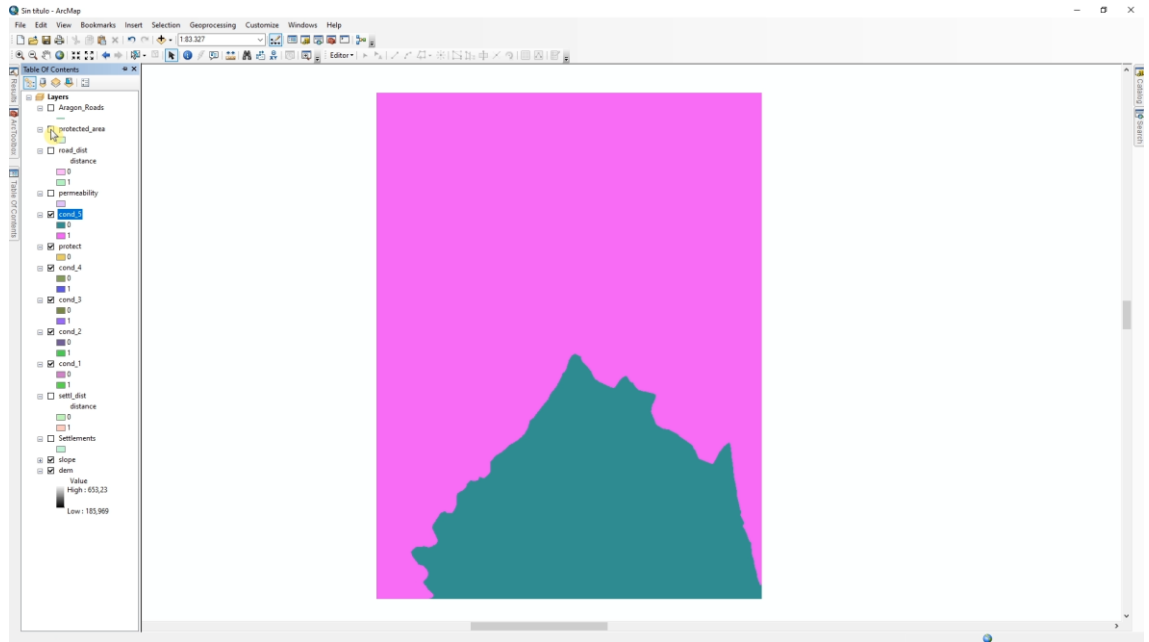 Sin titulo - ArcMap
File Edit View Bookmarks Insert Selection Geoprocessing Customize Windows Help
1:83.327
Editor
Table Of Contents
Layers
Aragon_Roads
protected_area
road_dist
distance
0
1
permeability
cond_5
0
1
protect
0
cond_4
0
1
cond_3
0
1
cond_2
0
1
cond_1
0
1
settl_dist
distance
0
1
Settlements
slope
dem
Value
High : 653,23
Low : 185,969
Results
ArcToolbox
Table Of Contents
Catalog
Search